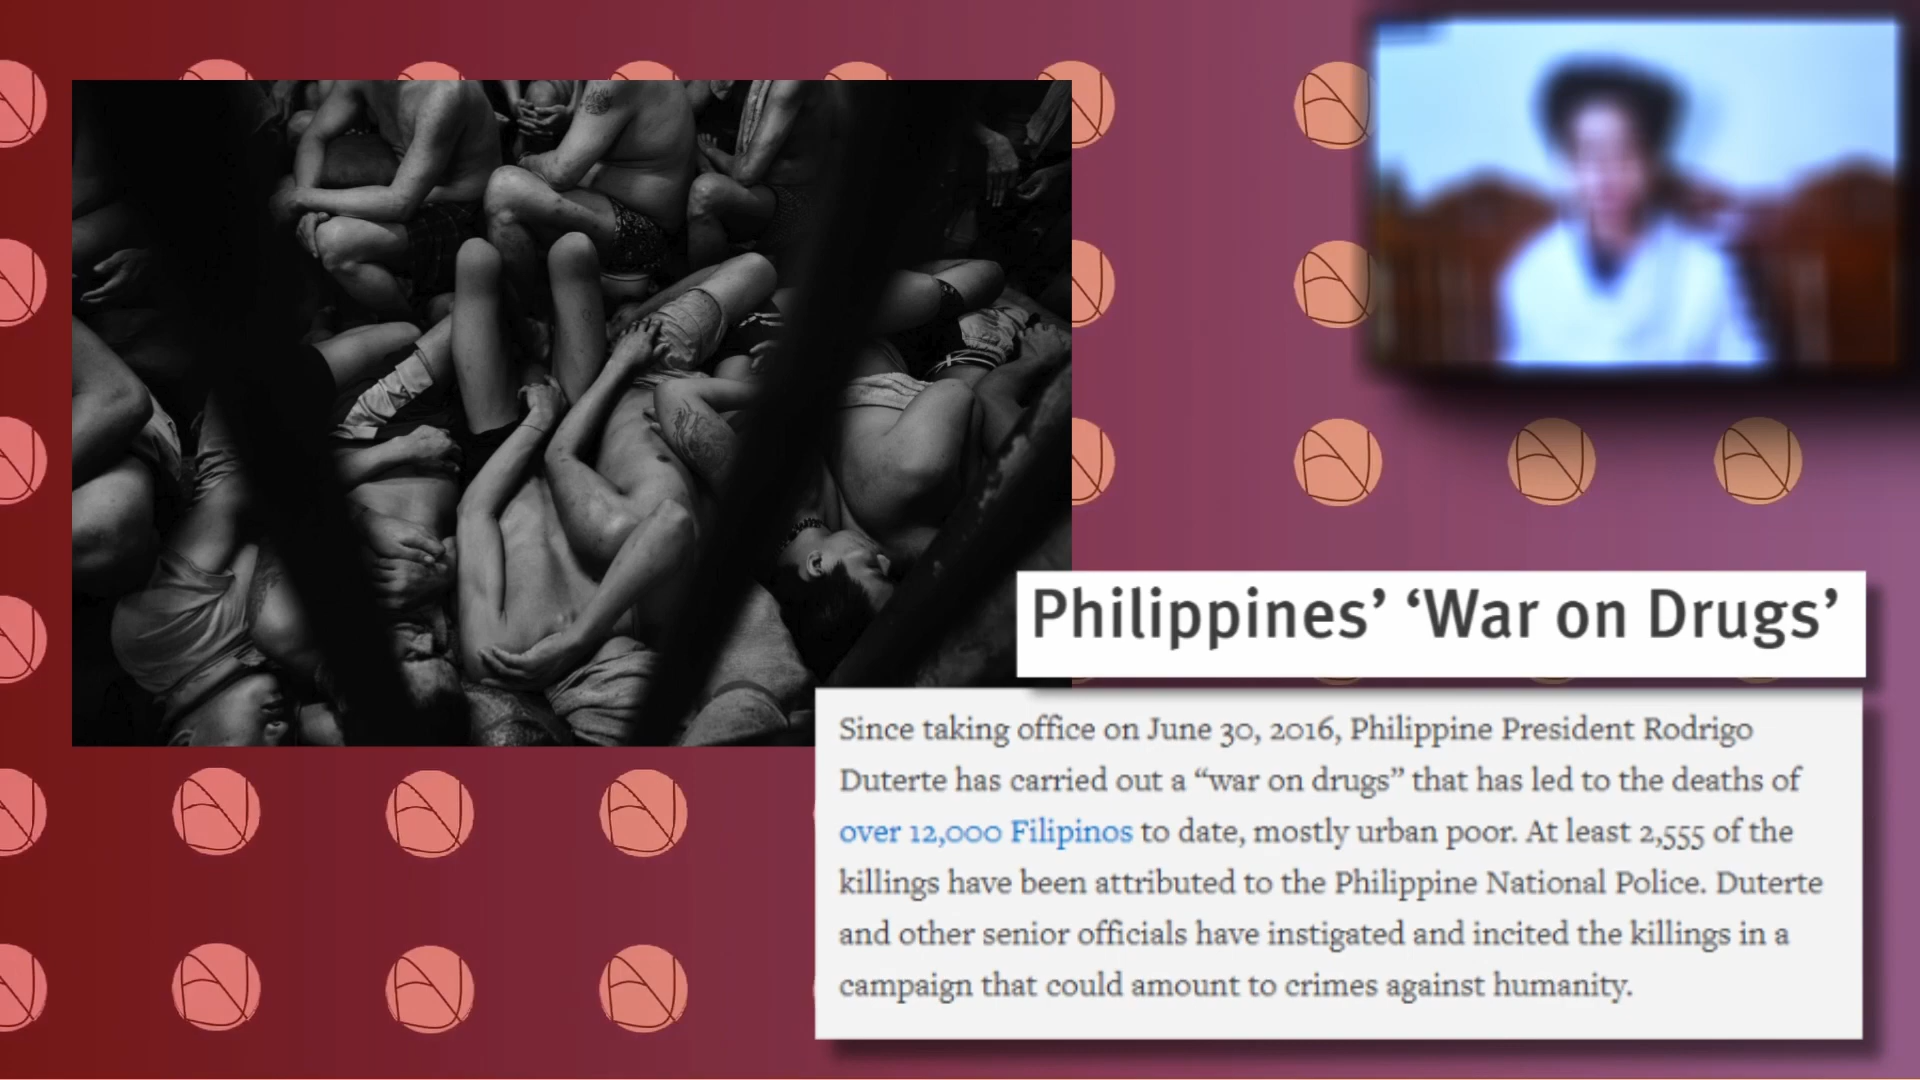 Philippines’ ‘War on Drugs’
Since taking office on June 30, 2016, Philippine President Rodrigo
Duterte has carried out a “war on drugs” that has led to the deaths of
over 12,000 Filipinos to date, mostly urban poor. At least 2,555 of the
killings have been attributed to the Philippine National Police. Duterte
and other senior officials have instigated and incited the killings in a
campaign that could amount to crimes against humanity.